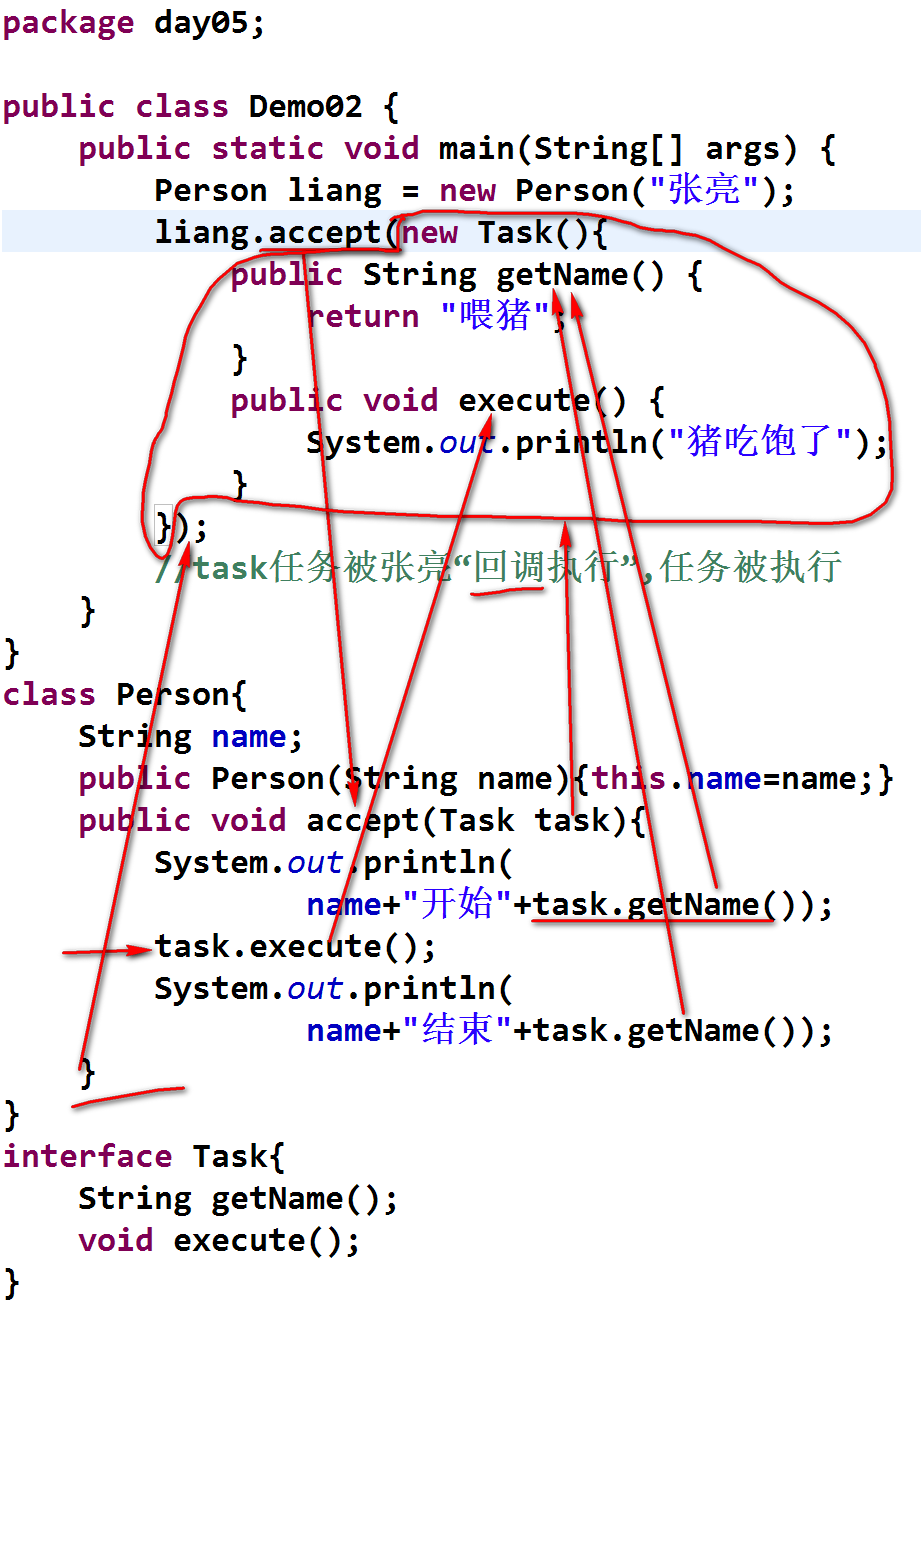 package day05;
public class Demo02 {
public static void main(String[] args) {
Person liang = new Person("张亮");
liang.accept(new Task(){
public String getName() {
return "喂猪";
}
public void execute() {
System.out.println("猪吃饱了");
}
});
//task任务被张亮“回调执行”,任务被执行
}
}
class Person{
String name;
public Person(String name){this.name=name;}
public void accept(Task task){
System.out.println(
name+"开始"+task.getName());
task.execute();
System.out.println(
name+"结束"+task.getName());
}
}
interface Task{
String getName();
void execute();
}